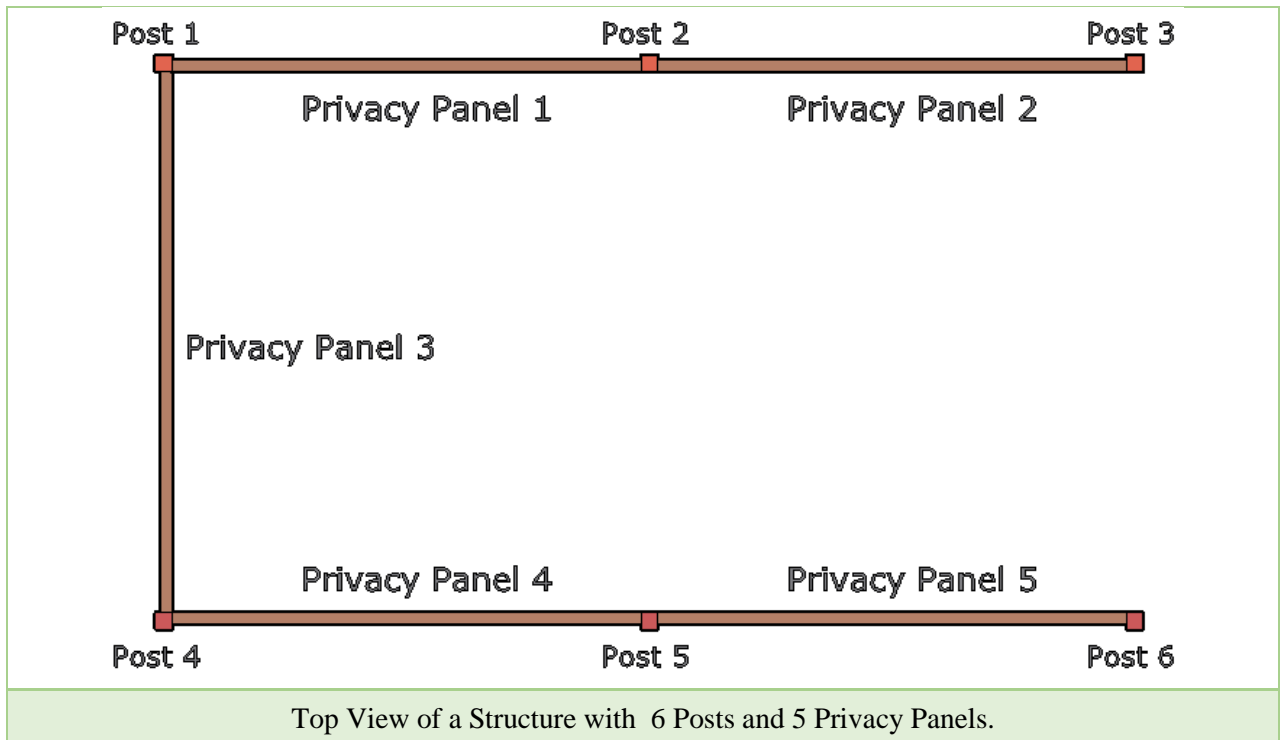 Post 1 Post 2 Post 3
Privacy Panel 1 Privacy Panel 2
Privacy Panel 3
Privacy Panel 4 Privacy Panel 5
Post 4 Post 5 Post 6
Top View of a Structure with  6 Posts and 5 Privacy Panels.